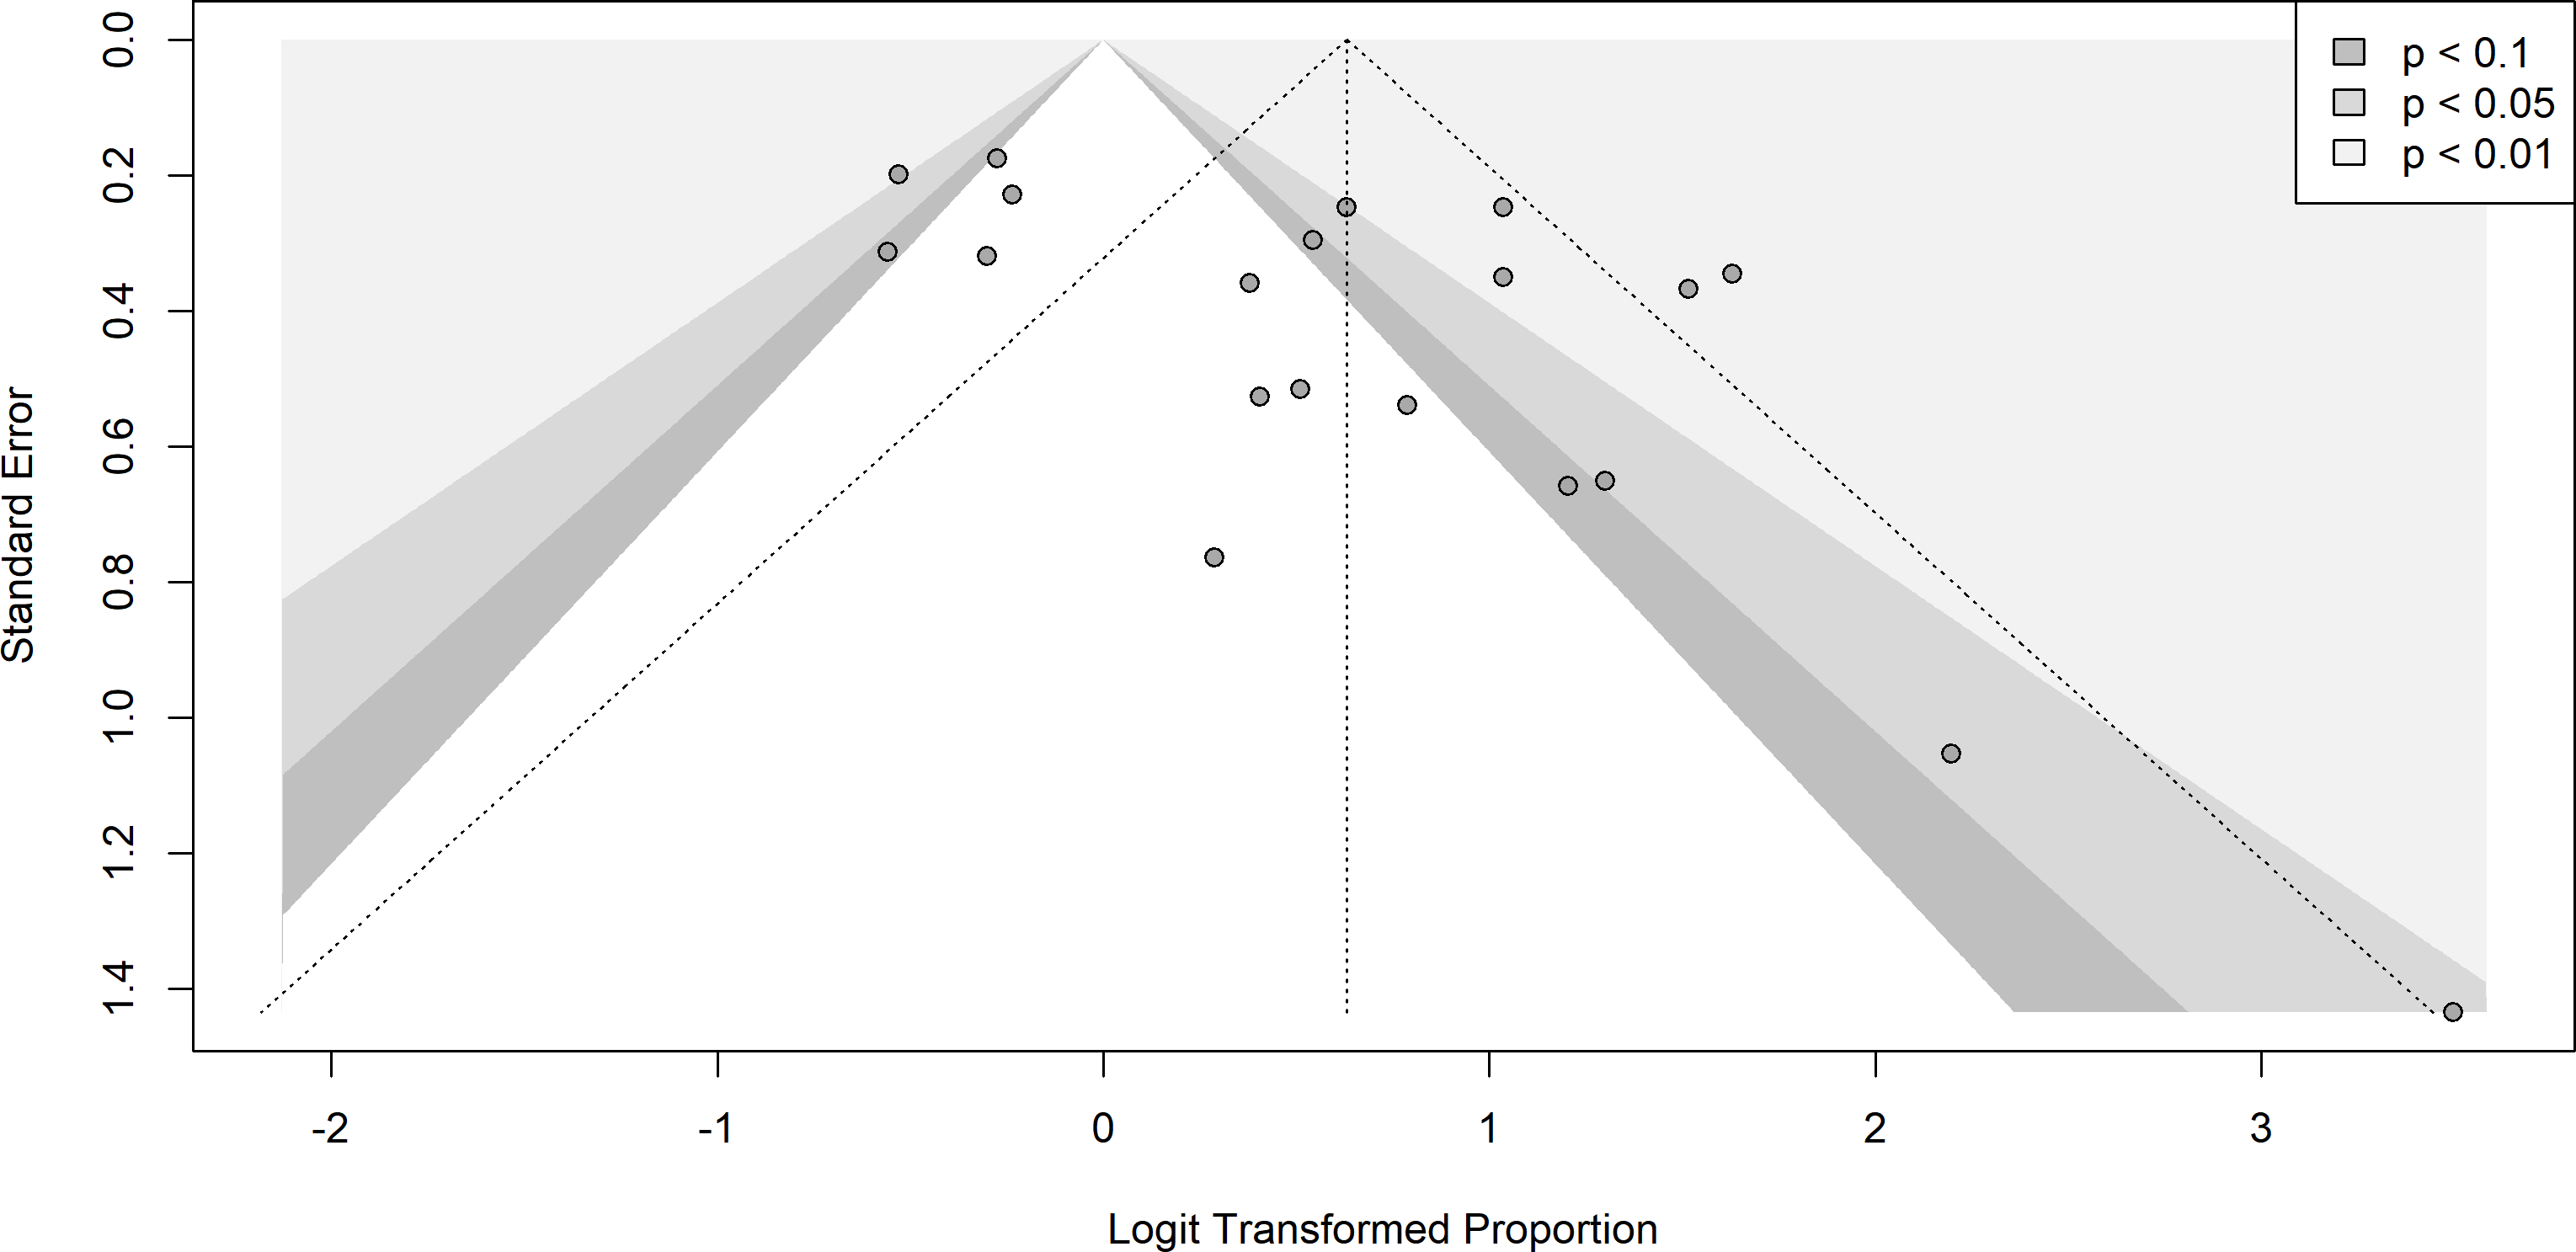 p < 0.1
p < 0.05
p < 0.01
Standard Error
0.0
0.2
0.4
0.6
0.8
1.0
1.2
1.4
-2 -1 0 1 2 3
Logit Transformed Proportion